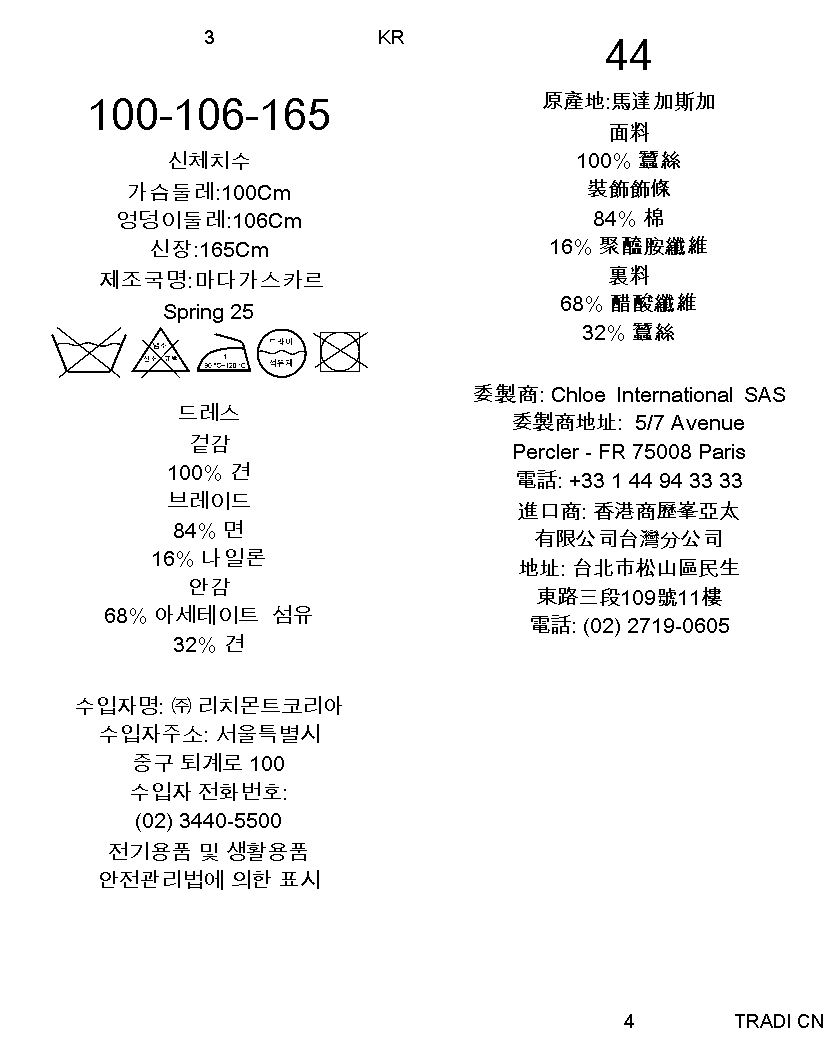 3
KR
100-106-165
신체치수
가슴둘레:100Cm
엉덩이둘레:106Cm
신장:165Cm
제조국명:마다가스카르
Spring 25
염소
산소 표백
1
80 °C~120 °C
드라이
석유계
드레스
겉감
100% 견
브레이드
84% 면
16% 나일론
안감
68% 아세테이트 섬유
32% 견
수입자명: ㈜ 리치몬트코리아
수입자주소: 서울특별시
중구 퇴계로 100
수입자 전화번호:
(02) 3440-5500
전기용품 및 생활용품
안전관리법에 의한 표시
44
原產地:馬達加斯加
面料
100% 蠶絲
裝飾飾條
84% 棉
16% 聚醯胺纖維
裏料
68% 醋酸纖維
32% 蠶絲
委製商: Chloe International SAS
委製商地址: 5/7 Avenue
Percler - FR 75008 Paris
電話: +33 1 44 94 33 33
進口商: 香港商歷峯亞太
有限公司台灣分公司
地址: 台北市松山區民生
東路三段109號11樓
電話: (02) 2719-0605
4
TRADI CN